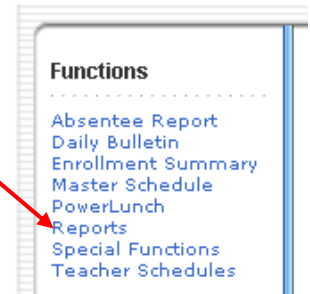 Functions
Absentee Report
Daily Bulletin
Enrollment Summary
Master Schedule
PowerLunch
Reports
Special Functions
Teacher Schedules